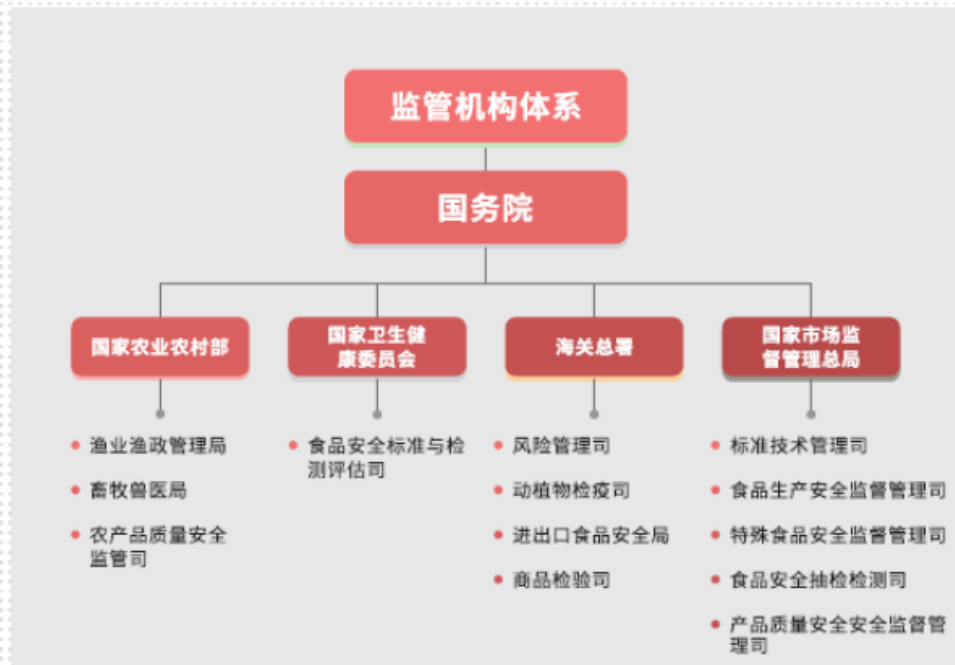 监管机构体系
国务院
国家农业农村部
渔业渔政管理局
畜牧兽医局
农产品质量安全
监管司
国家卫生健
康委员会
食品安全标准与检
测评估司
海关总署
风险管理司
动植物检疫司
进出口食品安全局
商品检验司
国家市场监
督管理总局
标准技术管理司
食品生产安全监督管理司
特殊食品安全监督管理司
食品安全抽检检测司
产品质量安全安全监督管
理司